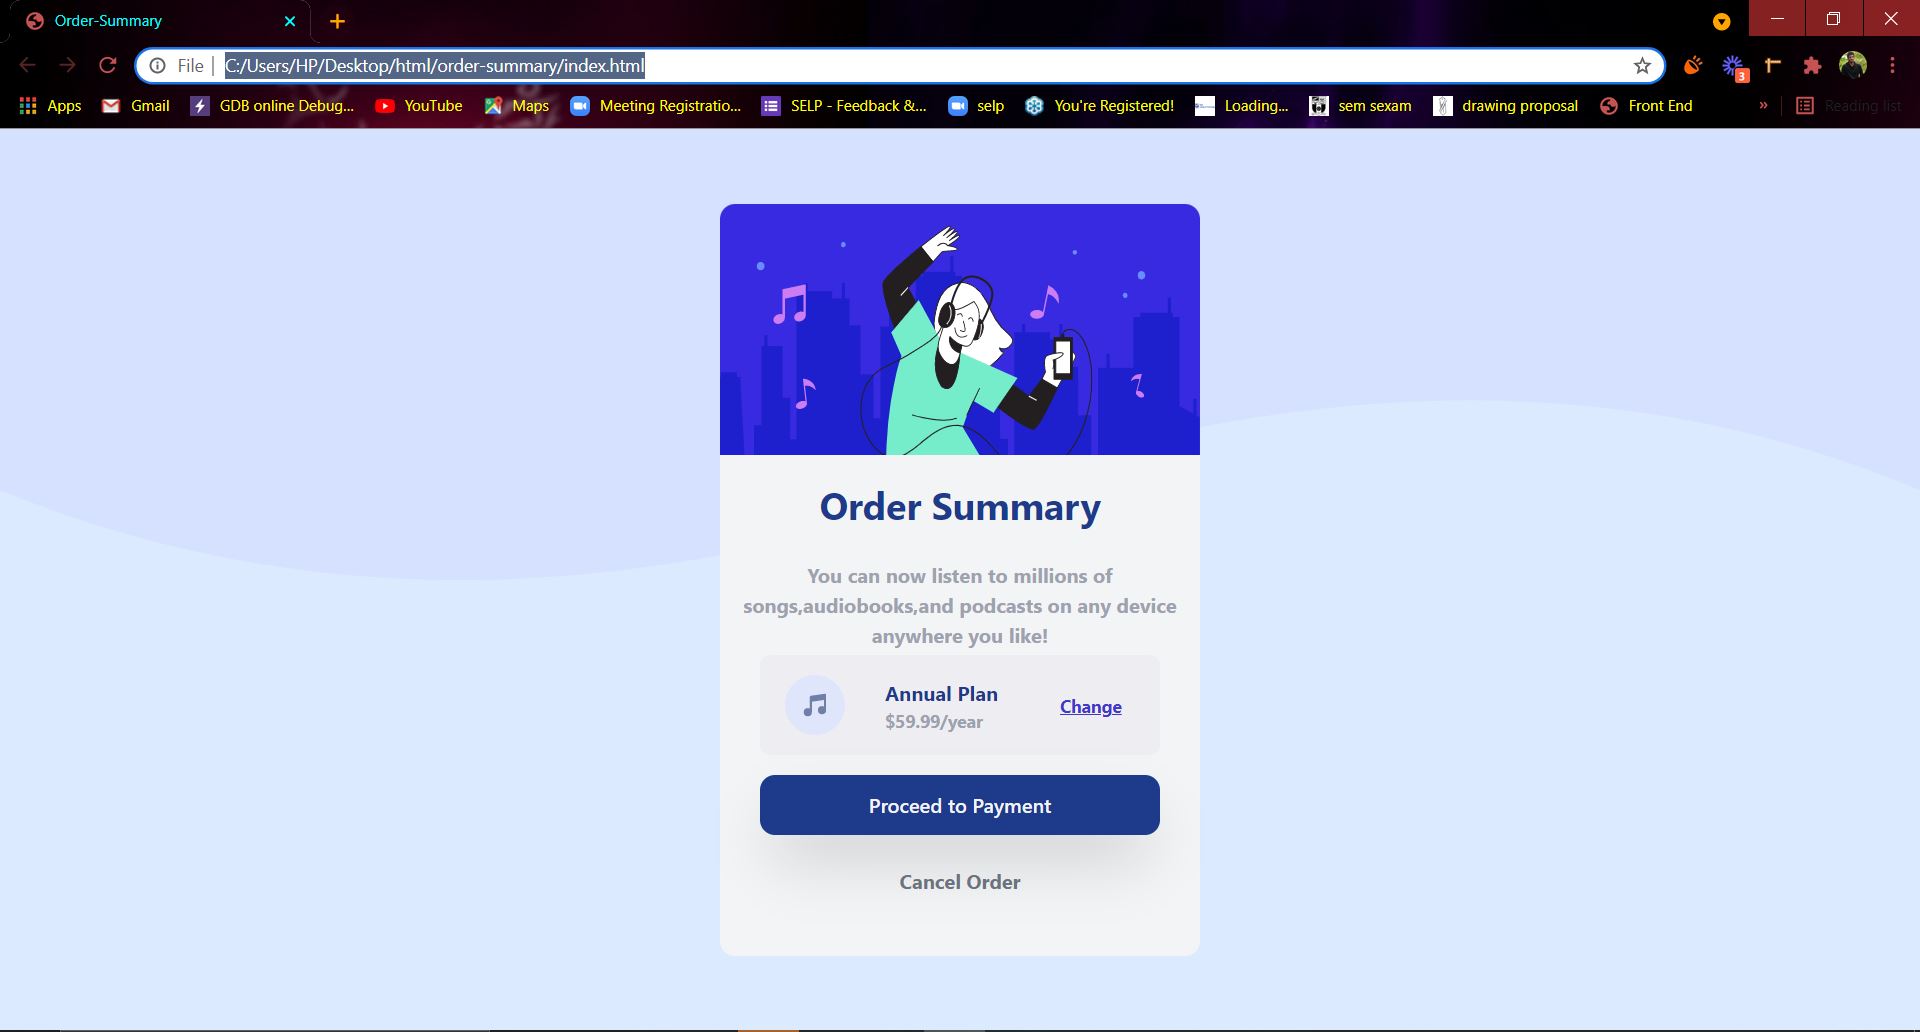 Order-Summary
File
C:/Users/HP/Desktop/html/order-summary/index.html
3
Apps
Gmail
GDB online Debug...
YouTube
Maps
Meeting Registratio...
SELP - Feedback &...
selp
You're Registered!
Loading...
sem sexam
drawing proposal
Front End
»
Reading list
Order Summary
You can now listen to millions of
songs,audiobooks,and podcasts on any device
anywhere you like!
Annual Plan
$59.99/year
Change
Proceed to Payment
Cancel Order